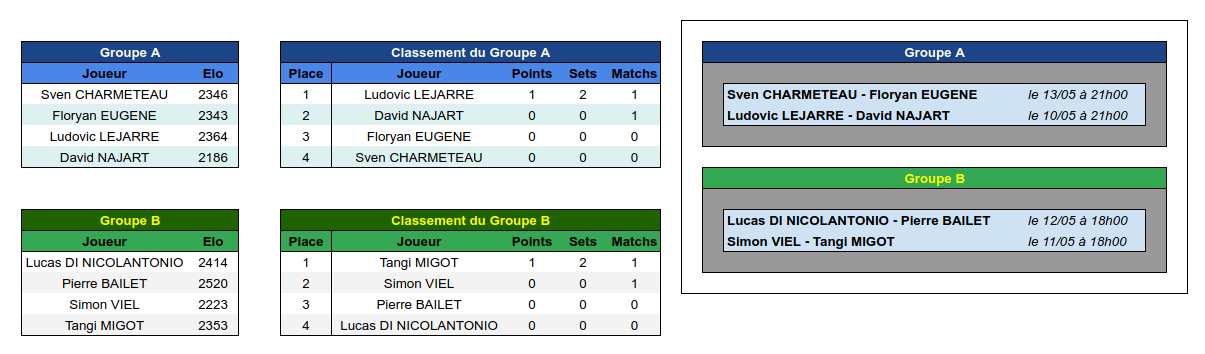 Groupe A
Joueur Elo
Sven CHARMETEAU 2346
Floryan EUGENE 2343
Ludovic LEJARRE 2364
David NAJART 2186
Classement du Groupe A
Place Joueur Points Sets Matchs
1 Ludovic LEJARRE 1 2 1
2 David NAJART 0 0 1
3 Floryan EUGENE 0 0 0
4 Sven CHARMETEAU 0 0 0
Groupe A
Sven CHARMETEAU - Floryan EUGENE le 13/05 à 21h00
Ludovic LEJARRE - David NAJART le 10/05 à 21h00
Groupe B
Joueur Elo
Lucas DI NICOLANTONIO 2414
Pierre BAILET 2520
Simon VIEL 2223
Tangi MIGOT 2353
Classement du Groupe B
Place Joueur Points Sets Matchs
1 Tangi MIGOT 1 2 1
2 Simon VIEL 0 0 1
3 Pierre BAILET 0 0 0
4 Lucas DI NICOLANTONIO 0 0 0
Groupe B
Lucas DI NICOLANTONIO - Pierre BAILET le 12/05 à 18h00
Simon VIEL - Tangi MIGOT le 11/05 à 18h00